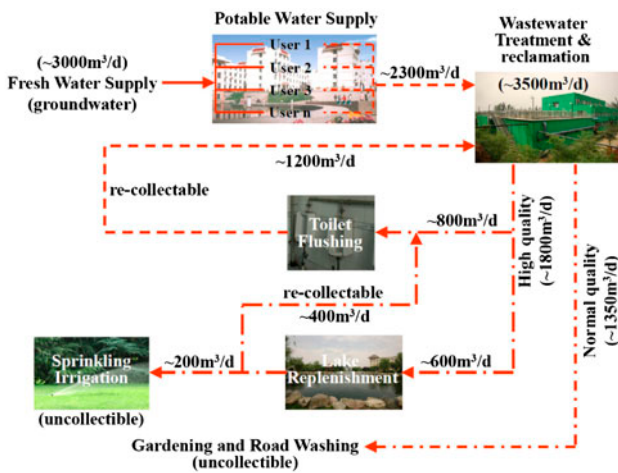 Potable Water Supply
Wastewater
Treatment &
reclamation
(~3000m³/d)
Fresh Water Supply
(groundwater)
User 1
User 2
User 3
User n
~2300m³/d
(~3500m³/d)
~1200m³/d
re-collectable
Toilet
Flushing
~800m³/d
High quality
(~1800m³/d)
Normal quality
(~1350m³/d)
re-collectable
~400m³/d
Sprinkling
Irrigation
~200m³/d
Lake
Replenishment
~600m³/d
(uncollectible)
Gardening and Road Washing
(uncollectible)